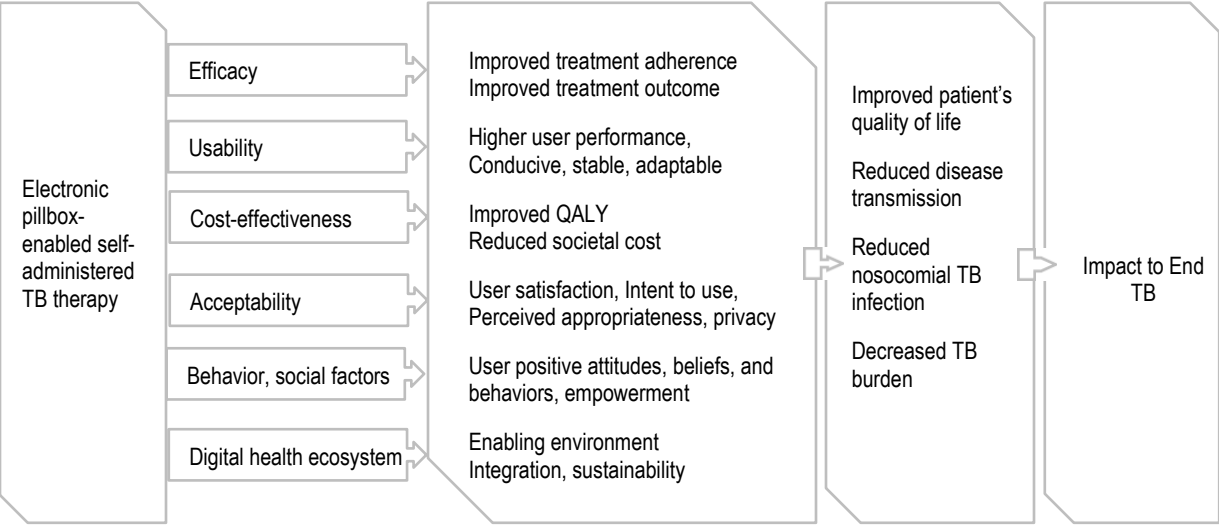 Electronic
pillbox-
enabled self-
administered
TB therapy
Efficacy
Usability
Cost-effectiveness
Acceptability
Behavior, social factors
Digital health ecosystem
Improved treatment adherence
Improved treatment outcome
Higher user performance,
Conducive, stable, adaptable
Improved QALY
Reduced societal cost
User satisfaction, Intent to use,
Perceived appropriateness, privacy
User positive attitudes, beliefs, and
behaviors, empowerment
Enabling environment
Integration, sustainability
Improved patient's
quality of life
Reduced disease
transmission
Reduced
nosocomial TB
infection
Decreased TB
burden
Impact to End
TB